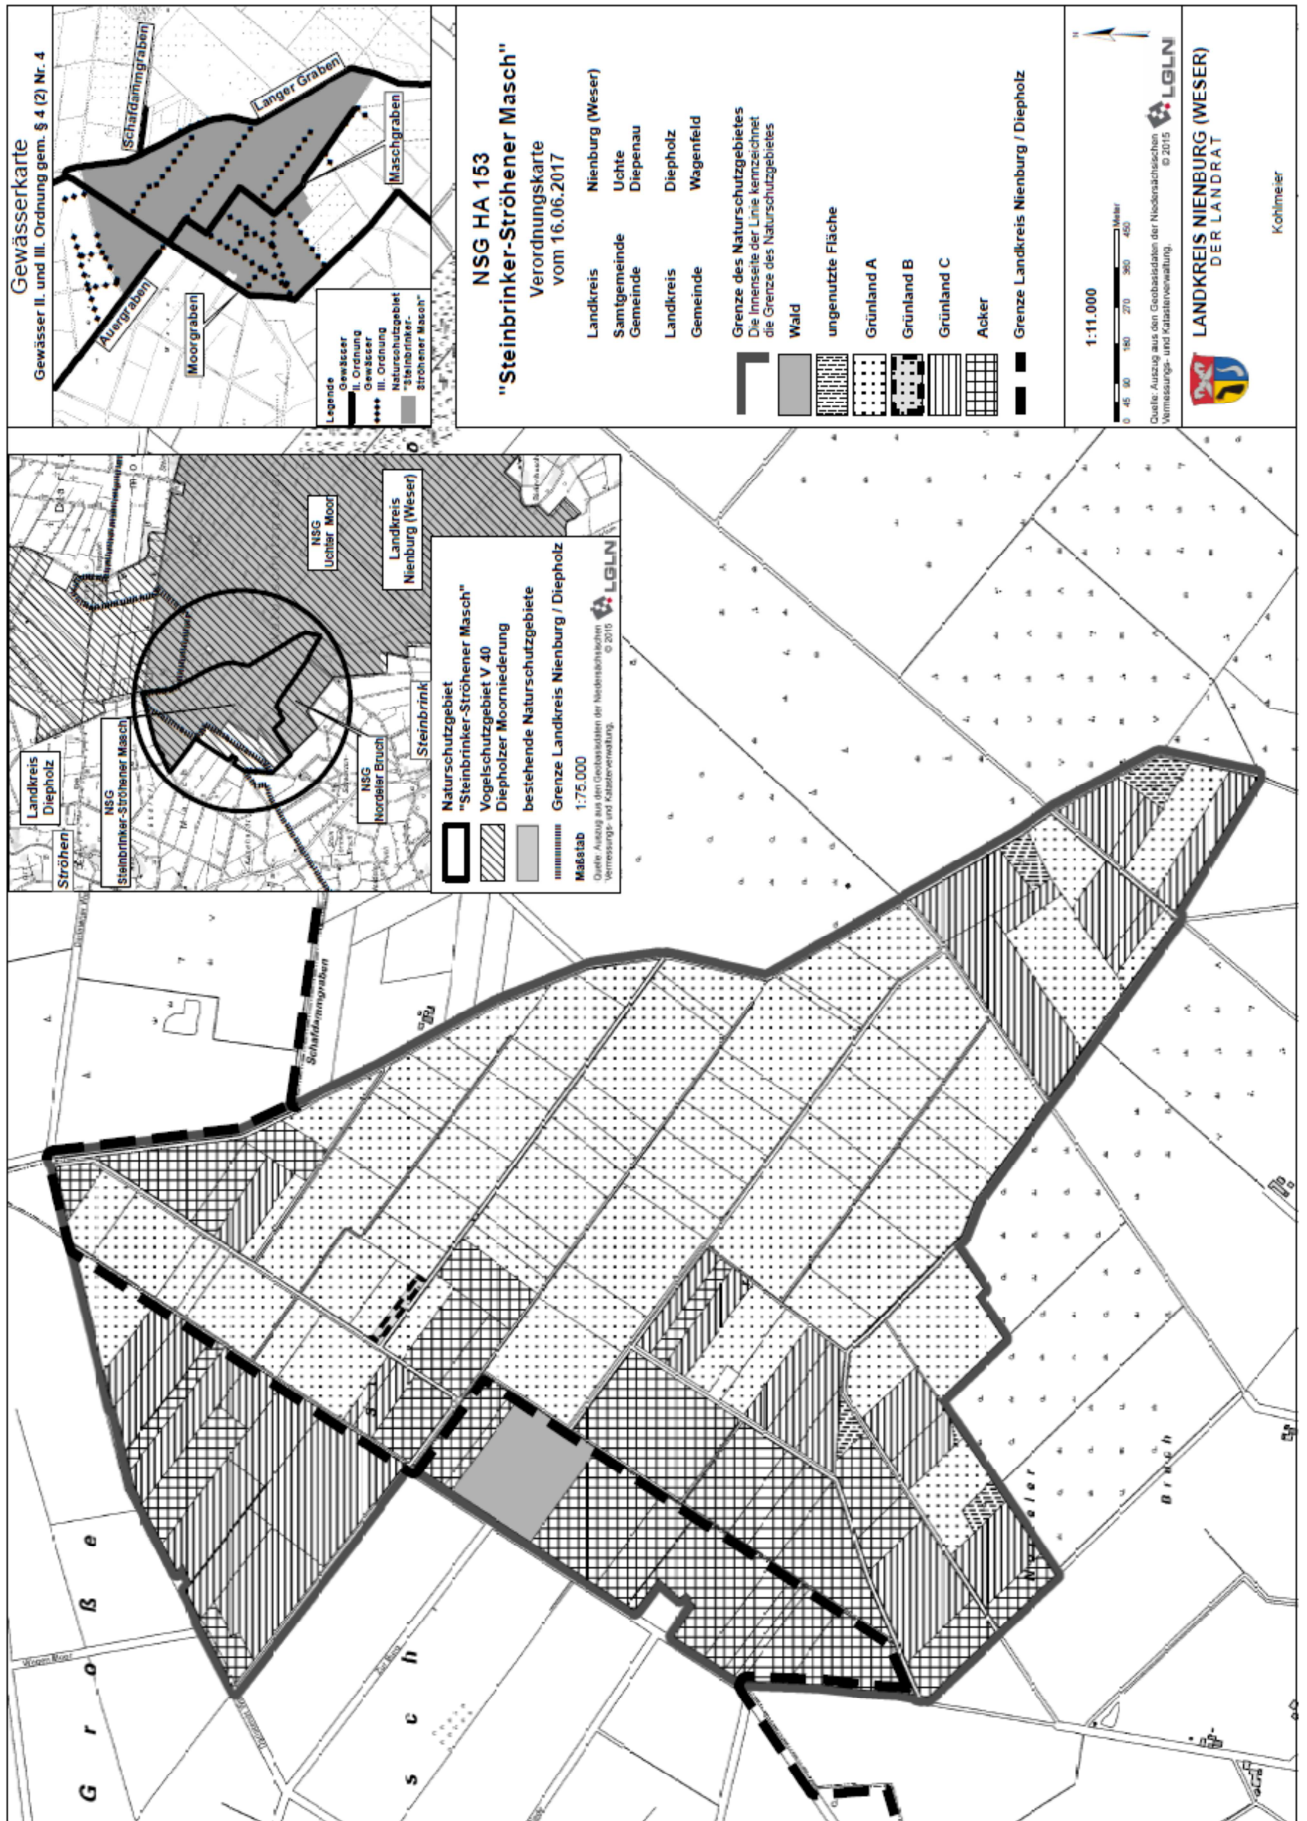 Gewässerkarte
Gewässer II. und III. Ordnung gem. § 4 (2) Nr. 4
Schafdammgraben
Langer Graben
Auergraben
Moorgraben
Maschgraben
Legende
Gewässer
II. Ordnung
Gewässer
III. Ordnung
Naturschutzgebiet
"Steinbrinker-
Ströhener Masch"
NSG HA 153
"Steinbrinker-Ströhener Masch"
Verordnungskarte
vom 16.06.2017
Landkreis Nienburg (Weser)
Samtgemeinde Uchte
Gemeinde Diepenau
Landkreis Diepholz
Gemeinde Wagenfeld
Grenze des Naturschutzgebietes
Die Innenseite der Linie kennzeichnet
die Grenze des Naturschutzgebietes
Wald
ungenutzte Fläche
Grünland A
Grünland B
Grünland C
Acker
Grenze Landkreis Nienburg / Diepholz
N
1:11.000
0 45 90 180 270 360 450
Meter
Quelle: Auszug aus den Geobasisdaten der Niedersächsischen
Vermessungs- und Katasterverwaltung.
© 2015
LGLN
LANDKREIS NIENBURG (WESER)
DER LANDRAT
Kohlmeier
Landkreis
Diepholz
Ströhen
NSG
Steinbrinker-Ströhener Masch
NSG
Uchter Moor
Landkreis
Nienburg (Weser)
NSG
Nordeler Bruch
Steinbrink
Naturschutzgebiet
"Steinbrinker-Ströhener Masch"
Vogelschutzgebiet V 40
Diepholzer Moorniederung
bestehende Naturschutzgebiete
Grenze Landkreis Nienburg / Diepholz
Maßstab 1:75.000
Quelle: Auszug aus den Geobasisdaten der Niedersächsischen
Vermessungs- und Katasterverwaltung.
© 2015
LGLN
Schafdammgraben
Große
sch
Bruch